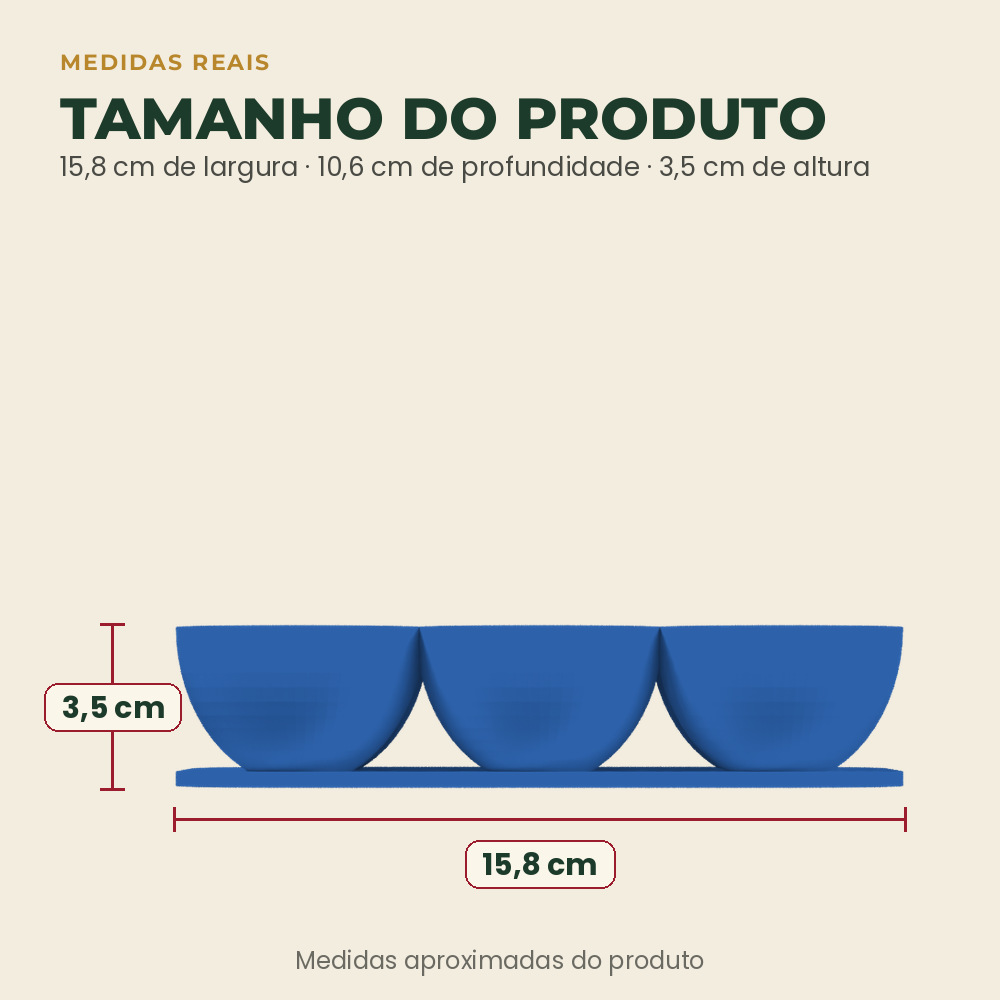 MEDIDAS REAIS
TAMANHO DO PRODUTO
15,8 cm de largura · 10,6 cm de profundidade · 3,5 cm de altura
3,5 cm
15,8 cm
Medidas aproximadas do produto